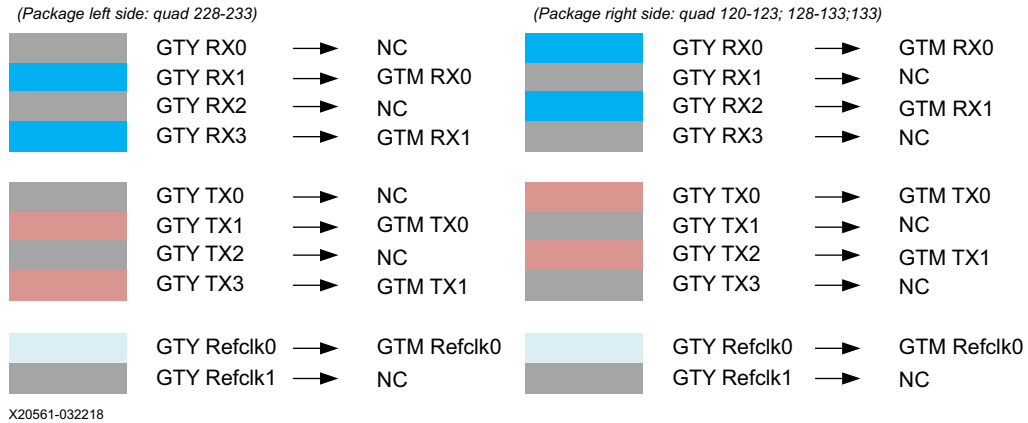 (Package left side: quad 228-233)
GTY RX0 NC
GTY RX1 GTM RX0
GTY RX2 NC
GTY RX3 GTM RX1
GTY TX0 NC
GTY TX1 GTM TX0
GTY TX2 NC
GTY TX3 GTM TX1
GTY Refclk0 GTM Refclk0
GTY Refclk1 NC
(Package right side: quad 120-123; 128-133;133)
GTY RX0 GTM RX0
GTY RX1 NC
GTY RX2 GTM RX1
GTY RX3 NC
GTY TX0 GTM TX0
GTY TX1 NC
GTY TX2 GTM TX1
GTY TX3 NC
GTY Refclk0 GTM Refclk0
GTY Refclk1 NC
X20561-032218